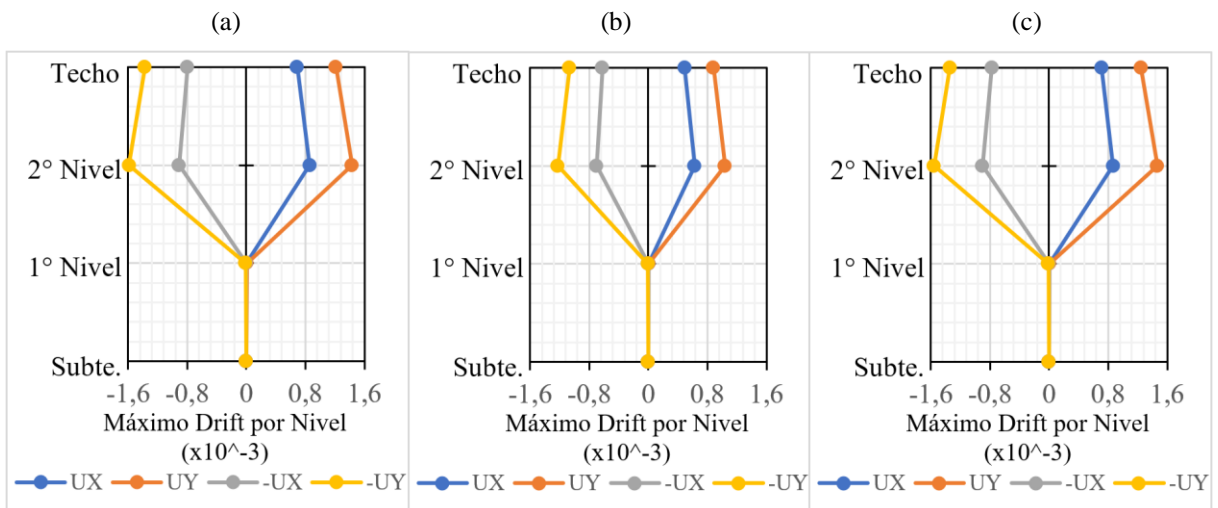 (a)
Techo
2° Nivel
1° Nivel
Subte.
-1,6 -0,8 0 0,8 1,6
Máximo Drift por Nivel
(x10^-3)
UX UY -UX -UY
(b)
Techo
2° Nivel
1° Nivel
Subte.
-1,6 -0,8 0 0,8 1,6
Máximo Drift por Nivel
(x10^-3)
UX UY -UX -UY
(c)
Techo
2° Nivel
1° Nivel
Subte.
-1,6 -0,8 0 0,8 1,6
Máximo Drift por Nivel
(x10^-3)
UX UY -UX -UY